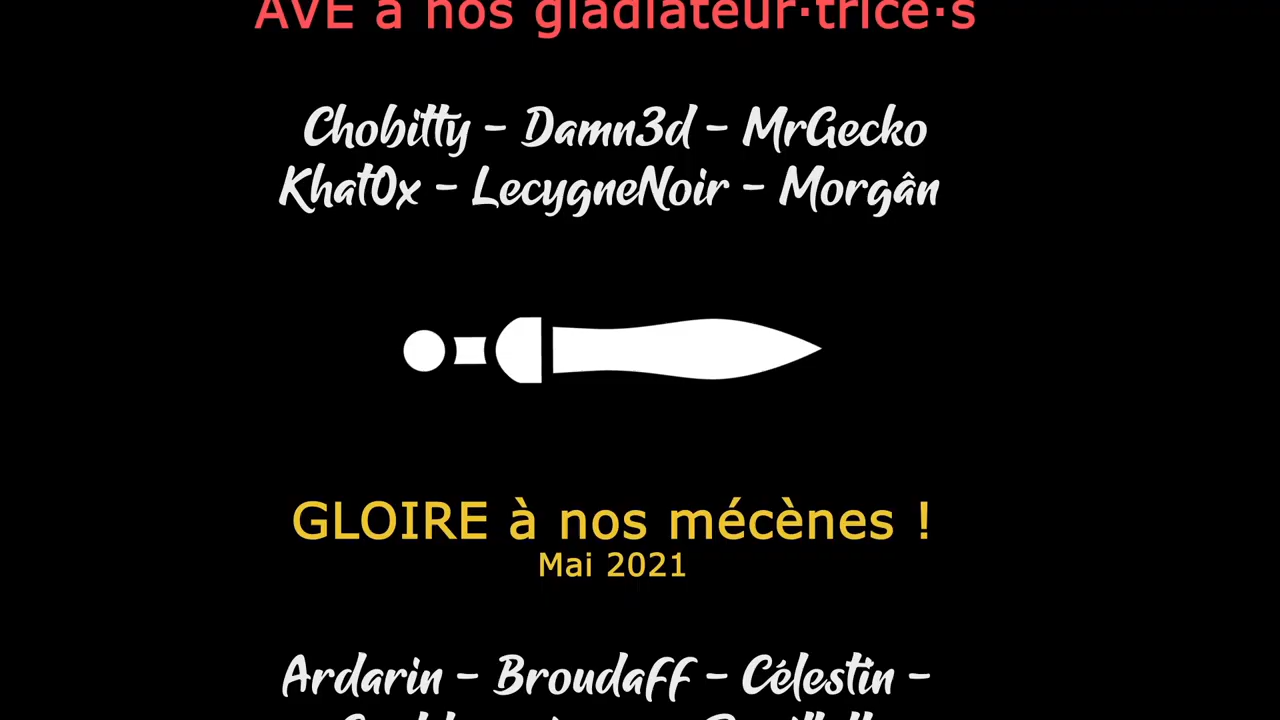 AVE à nos gladiateur·trice·s
Chobitty - Damn3d - MrGecko
Khat0x - LecygneNoir - Morgân
GLOIRE à nos mécènes !
Mai 2021
Ardarin - Broudaff - Célestin -